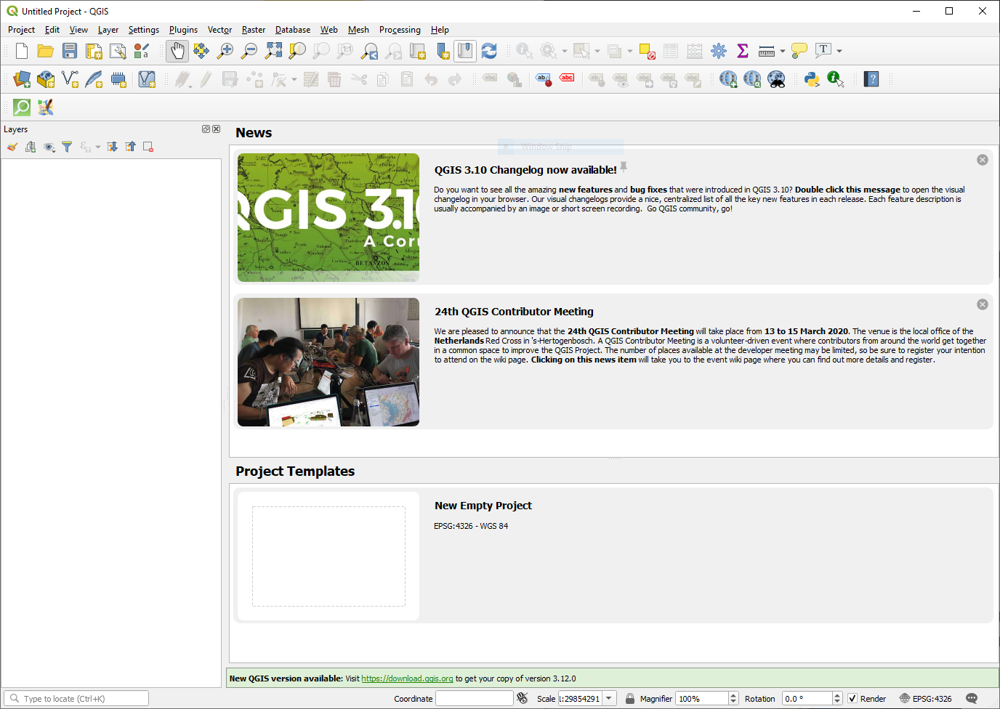 Untitled Project - QGIS
Project Edit View Layer Settings Plugins Vector Raster Database Web Mesh Processing Help
Layers
News
Window Snip
QGIS 3.10
A Coru
BETANZOS
QGIS 3.10 Changelog now available!
Do you want to see all the amazing new features and bug fixes that were introduced in QGIS 3.10? Double click this message to open the visual
changelog in your browser. Our visual changelogs provide a nice, centralized list of all the key new features in each release. Each feature description is
usually accompanied by an image or short screen recording. Go QGIS community, go!
24th QGIS Contributor Meeting
We are pleased to announce that the 24th QGIS Contributor Meeting will take place from 13 to 15 March 2020. The venue is the local office of the
Netherlands Red Cross in 's-Hertogenbosch. A QGIS Contributor Meeting is a volunteer-driven event where contributors from around the world get together
in a common space to improve the QGIS Project. The number of places available at the developer meeting may be limited, so be sure to register your intention
to attend on the wiki page. Clicking on this news item will take you to the event wiki page where you can find out more details and register.
Project Templates
New Empty Project
EPSG:4326 - WGS 84
New QGIS version available: Visit https://download.qgis.org to get your copy of version 3.12.0
Type to locate (Ctrl+K) Coordinate Scale 1:29854291 Magnifier 100% Rotation 0.0 ° Render EPSG:4326